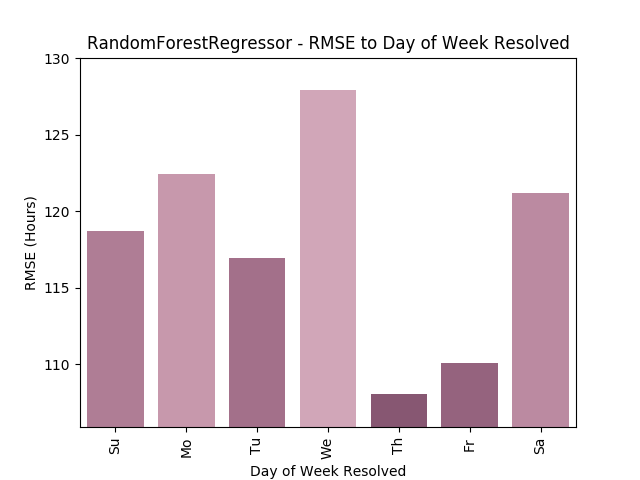 RandomForestRegressor - RMSE to Day of Week Resolved
130
125
120
115
110
RMSE (Hours)
Su
Mo
Tu
We
Th
Fr
Sa
Day of Week Resolved